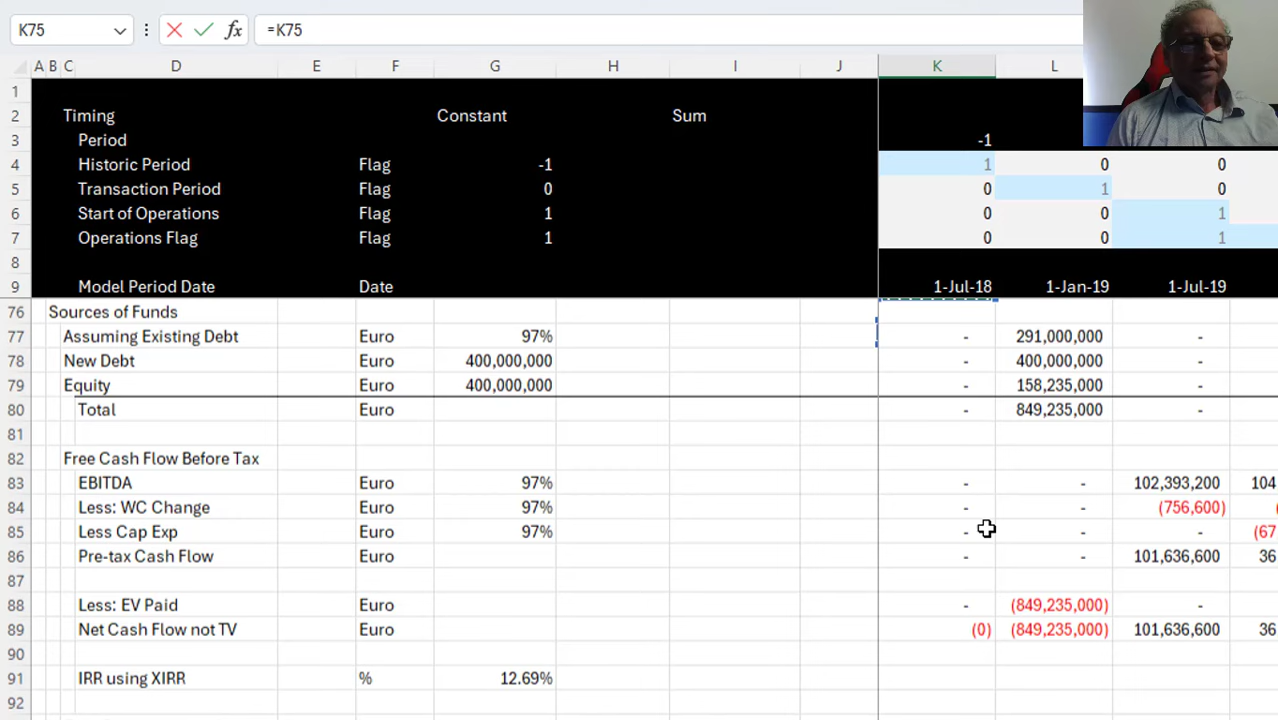 K75 fx =K75
A B C D E F G H I J K L
1
2 Timing Constant Sum
3 Period -1
4 Historic Period Flag -1 1 0 0
5 Transaction Period Flag 0 0 1 0
6 Start of Operations Flag 1 0 0 1
7 Operations Flag Flag 1 0 0 1
8
9 Model Period Date Date 1-Jul-18 1-Jan-19 1-Jul-19
76 Sources of Funds
77 Assuming Existing Debt Euro 97% - 291,000,000 -
78 New Debt Euro 400,000,000 - 400,000,000 -
79 Equity Euro 400,000,000 - 158,235,000 -
80 Total Euro - 849,235,000 -
81
82 Free Cash Flow Before Tax
83 EBITDA Euro 97% - - 102,393,200 104
84 Less: WC Change Euro 97% - - (756,600) (
85 Less Cap Exp Euro 97% - - - (67
86 Pre-tax Cash Flow Euro - - 101,636,600 36
87
88 Less: EV Paid Euro - (849,235,000) -
89 Net Cash Flow not TV Euro (0) (849,235,000) 101,636,600 36
90
91 IRR using XIRR % 12.69%
92